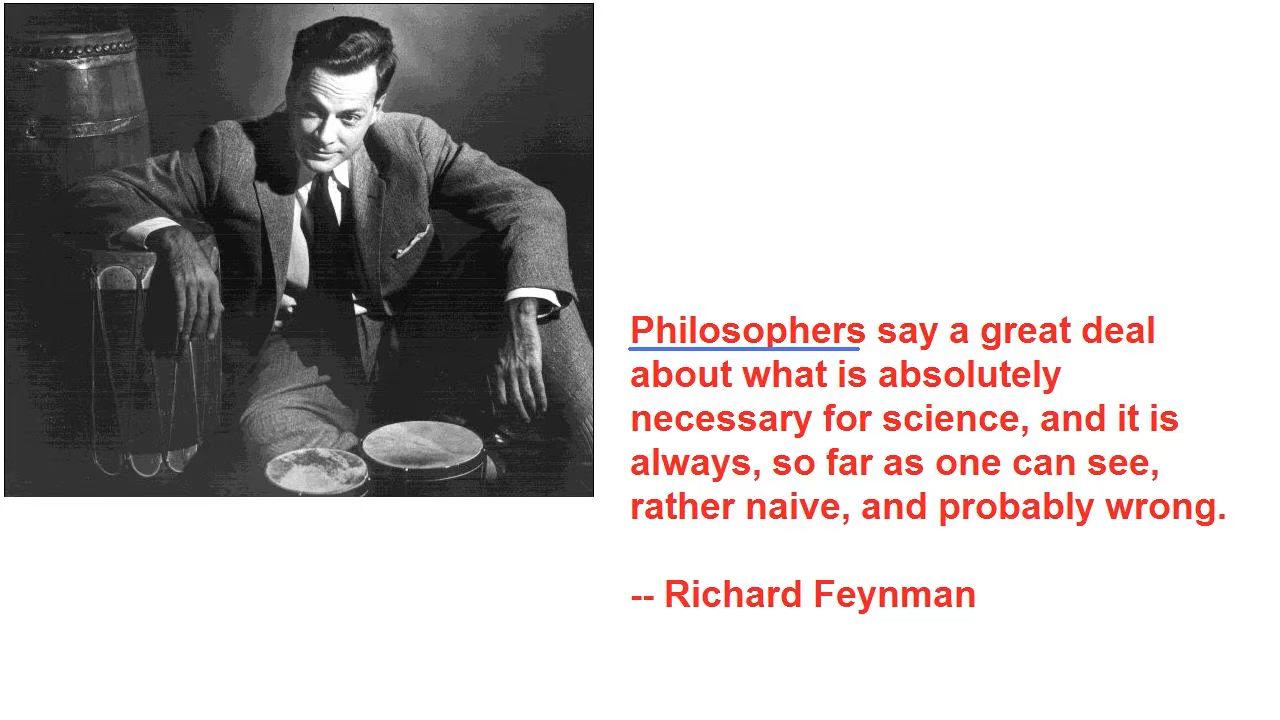 Philosophers say a great deal
about what is absolutely
necessary for science, and it is
always, so far as one can see,
rather naive, and probably wrong.
-- Richard Feynman